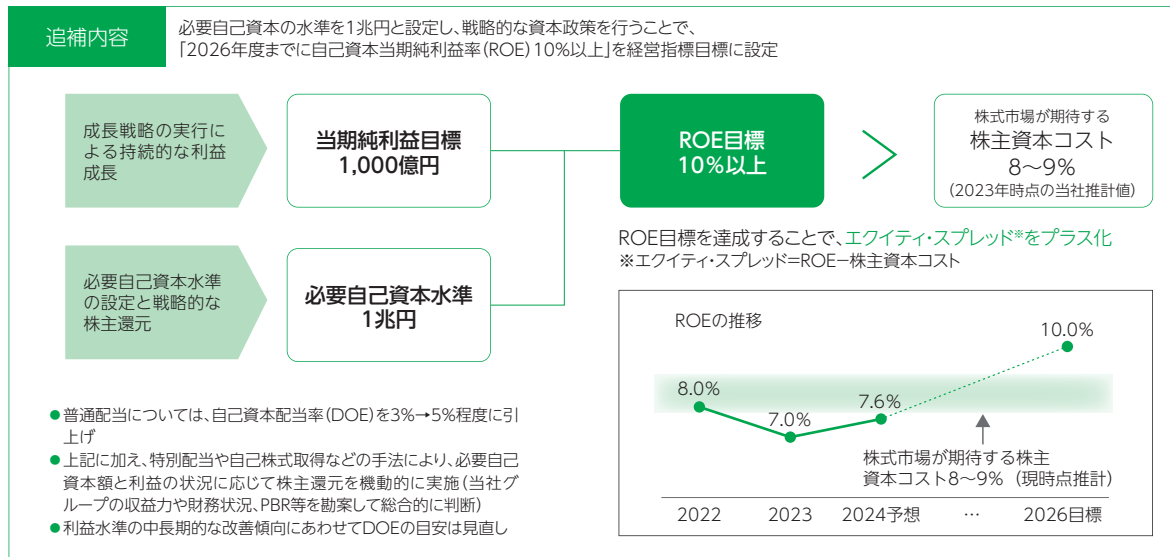 追補内容
必要自己資本の水準を1兆円と設定し、戦略的な資本政策を行うことで、
「2026年度までに自己資本当期純利益率(ROE)10%以上」を経営指標目標に設定
成長戦略の実行に
よる持続的な利益
成長
当期純利益目標
1,000億円
ROE目標
10%以上
株式市場が期待する
株主資本コスト
8〜9%
(2023年時点の当社推計値)
必要自己資本水準
の設定と戦略的な
株主還元
必要自己資本水準
1兆円
ROE目標を達成することで、エクイティ・スプレッド※をプラス化
※エクイティ・スプレッド=ROE−株主資本コスト
●普通配当については、自己資本配当率(DOE)を3%→5%程度に引
上げ
●上記に加え、特別配当や自己株式取得などの手法により、必要自己
資本額と利益の状況に応じて株主還元を機動的に実施(当社グ
ループの収益力や財務状況、PBR等を勘案して総合的に判断)
●利益水準の中長期的な改善傾向にあわせてDOEの目安は見直し
ROEの推移
8.0%
7.0%
7.6%
10.0%
株式市場が期待する株主
資本コスト8〜9%(現時点推計)
2022 2023 2024予想 … 2026目標